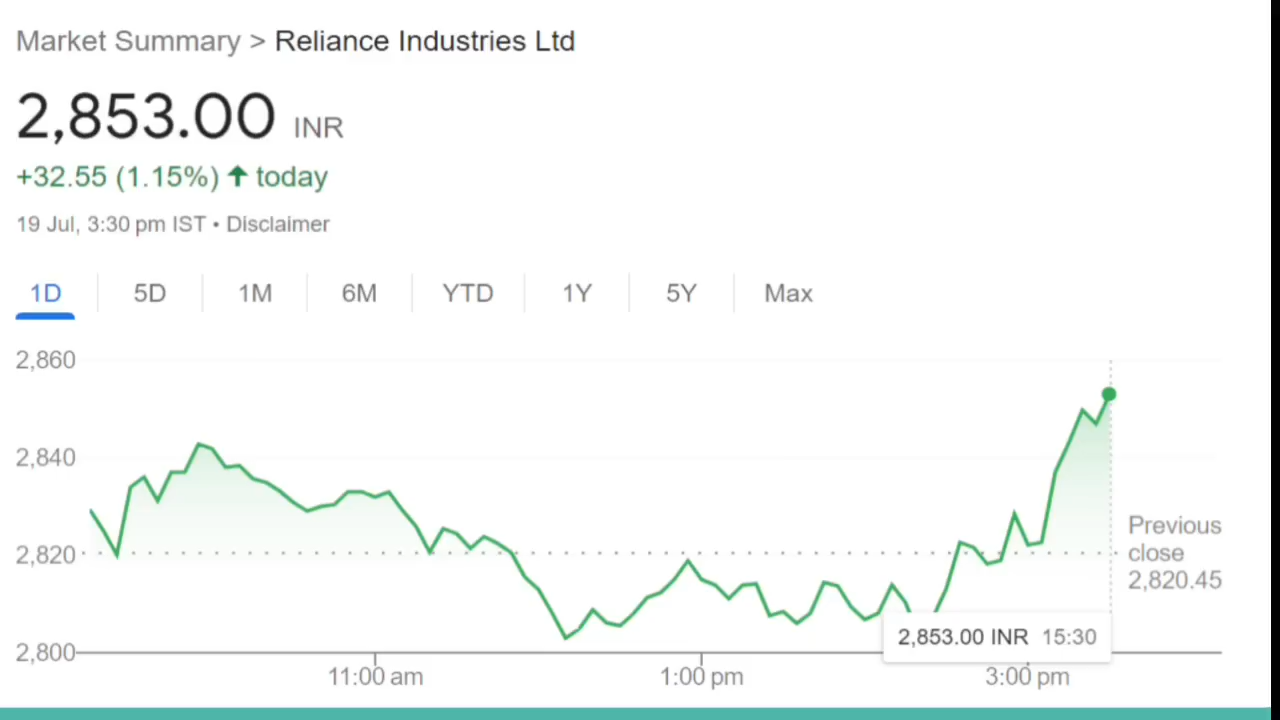 Market Summary > Reliance Industries Ltd
2,853.00 INR
+32.55 (1.15%) ↑ today
19 Jul, 3:30 pm IST • Disclaimer
1D 5D 1M 6M YTD 1Y 5Y Max
2,860
2,840
2,820
2,800
Previous
close
2,820.45
2,853.00 INR 15:30
11:00 am 1:00 pm 3:00 pm